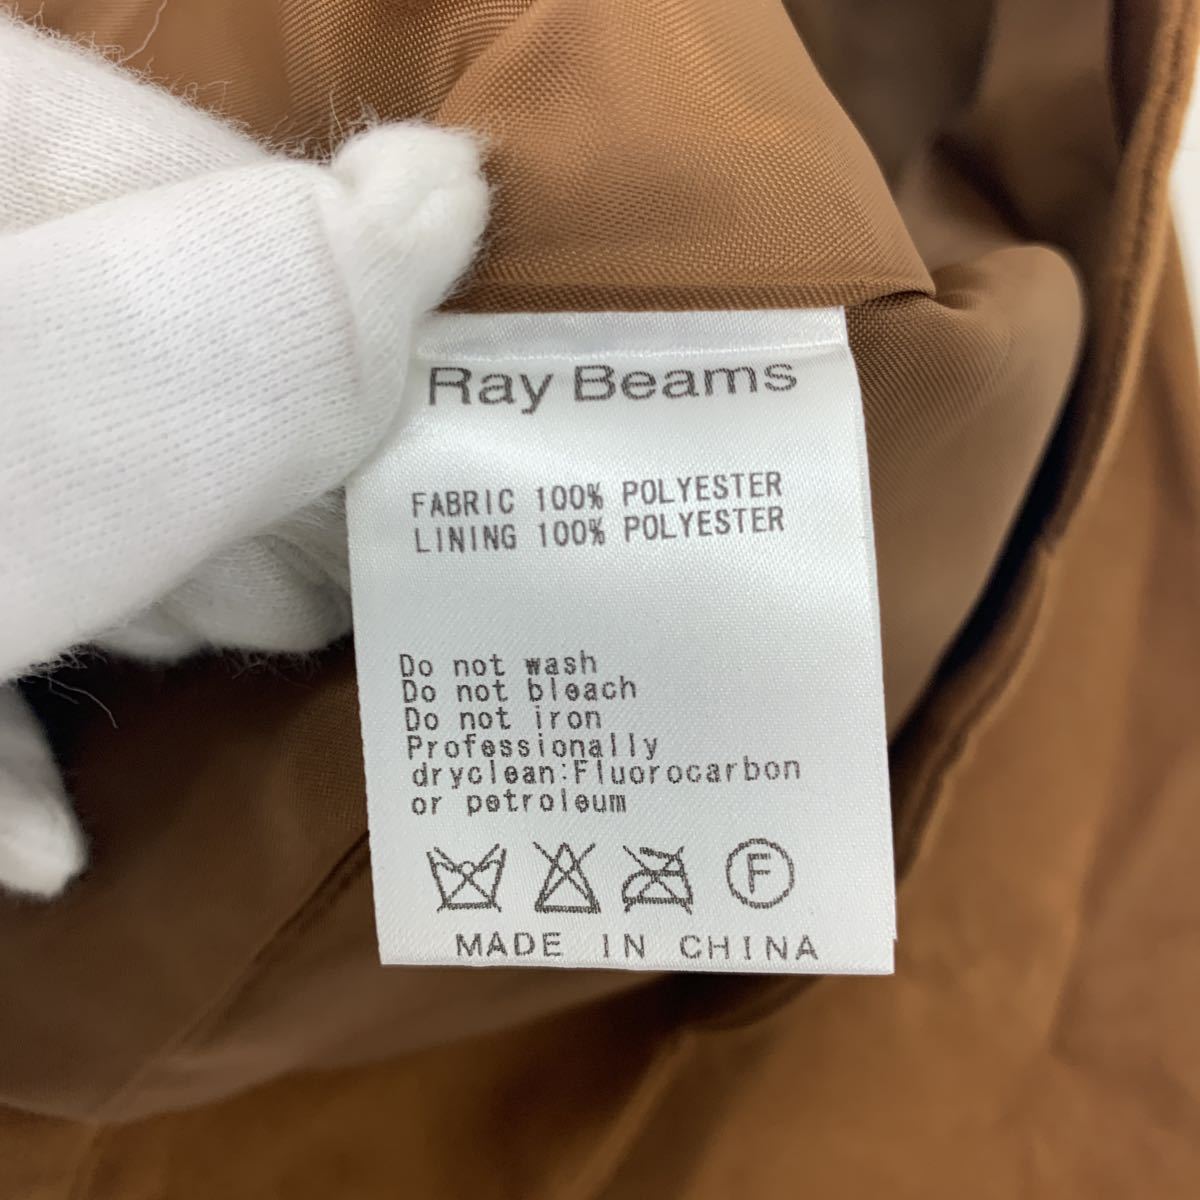 Ray Beams
FABRIC 100% POLYESTER
LINING 100% POLYESTER
Do not wash
Do not bleach
Do not iron
Professionally
dryclean:Fluorocarbon
or petroleum
F
MADE IN CHINA